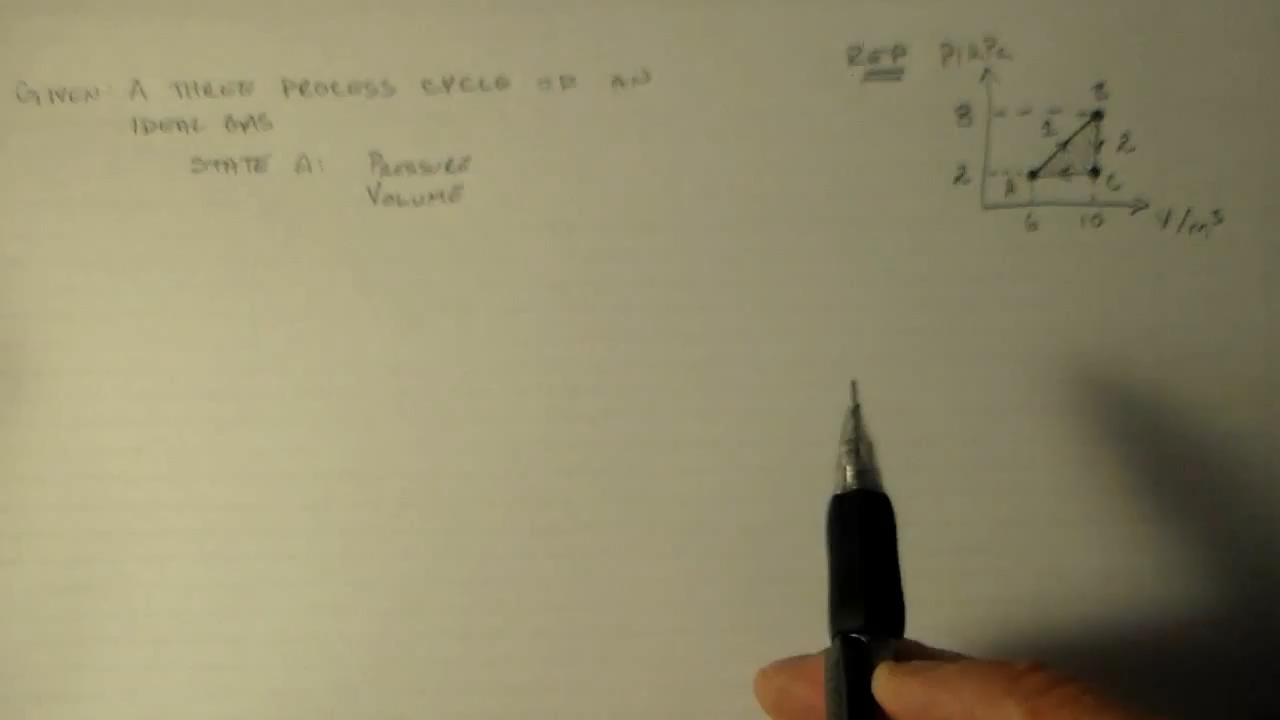 GIVEN: A THREE PROCESS CYCLE OF AN
IDEAL GAS
STATE A: PRESSURE
VOLUME
REF P/kPa
8
B
1
2
2
A
C
6
10
V/m³